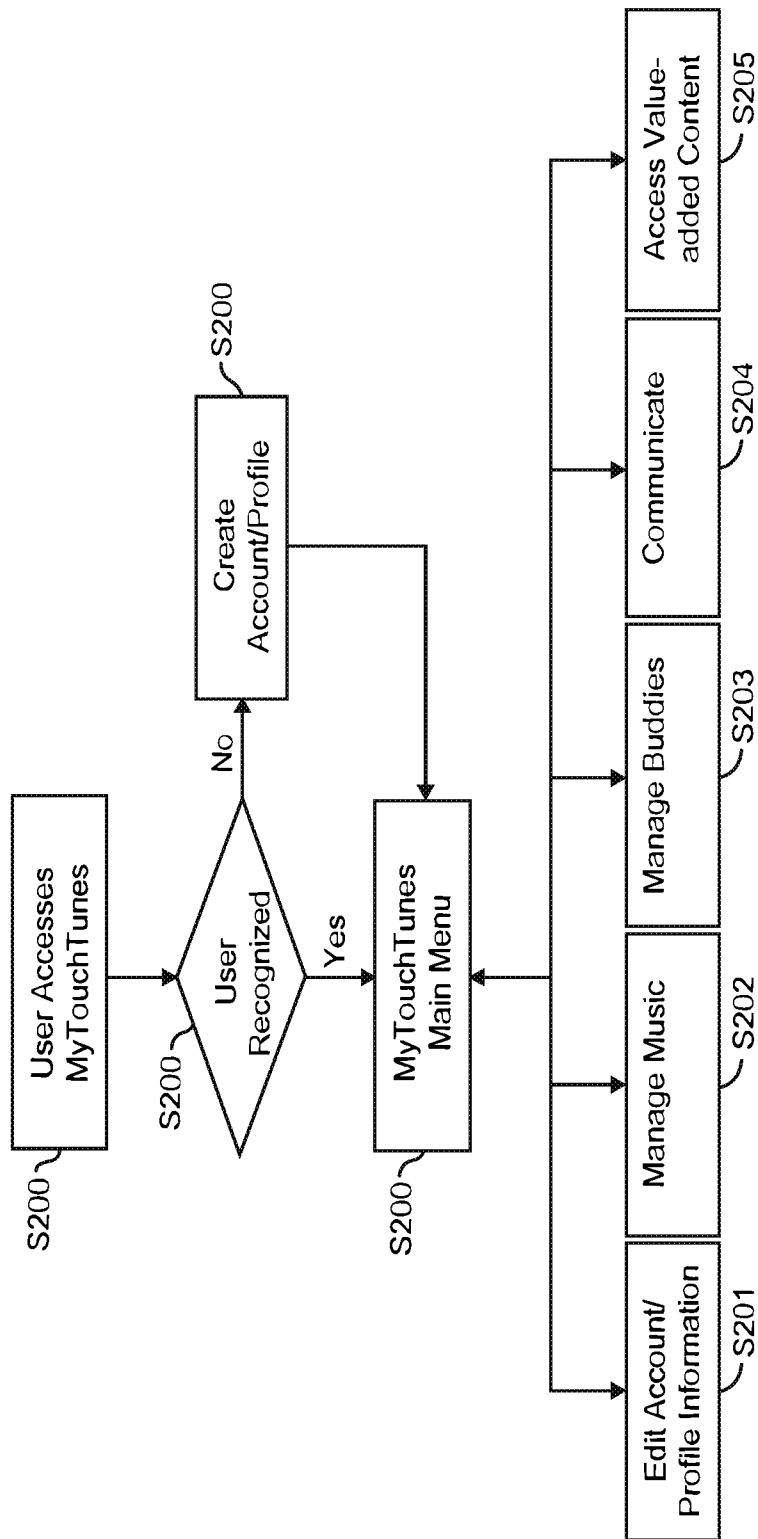 User Accesses
MyTouchTunes
S200
User
Recognized
S200
No
Yes
Create
Account/Profile
S200
MyTouchTunes
Main Menu
S200
Edit Account/
Profile Information
S201
Manage Music
S202
Manage Buddies
S203
Communicate
S204
Access Value-
added Content
S205